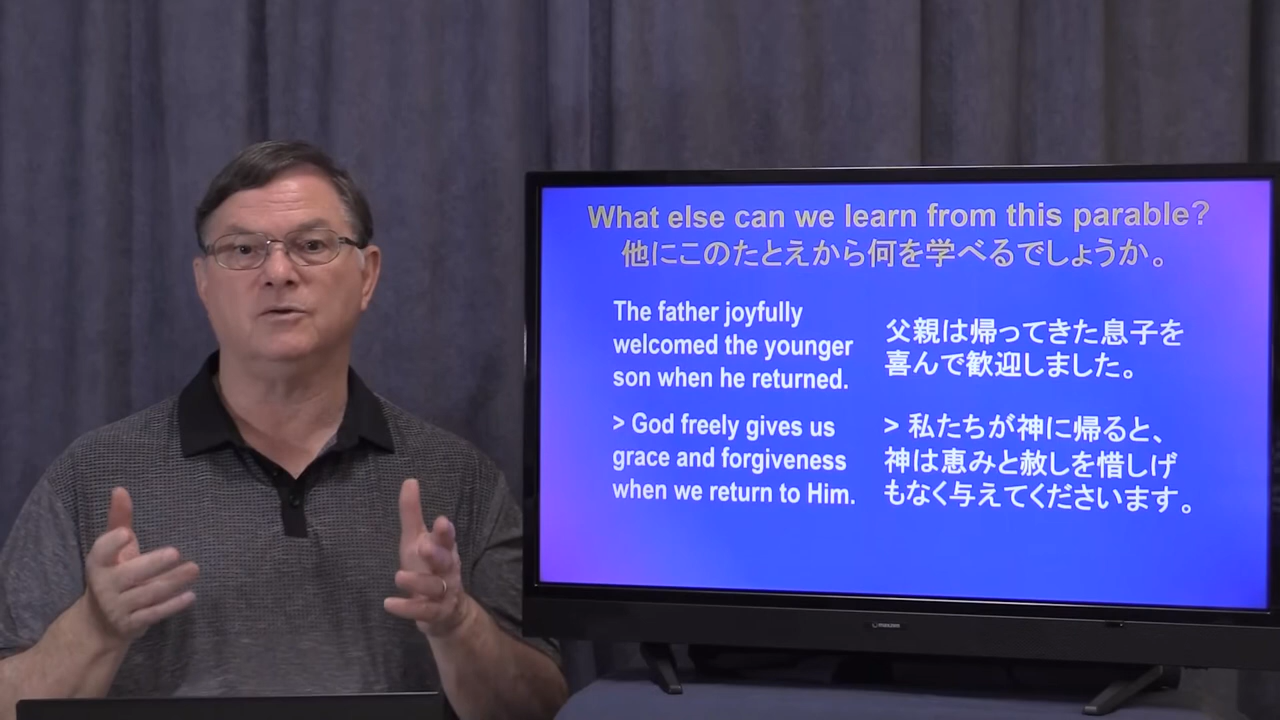 What else can we learn from this parable?
他にこのたとえから何を学べるでしょうか。
The father joyfully
welcomed the younger
son when he returned.
> God freely gives us
grace and forgiveness
when we return to Him.
父親は帰ってきた息子を
喜んで歓迎しました。
> 私たちが神に帰ると、
神は恵みと赦しを惜しげ
もなく与えてくださいます。